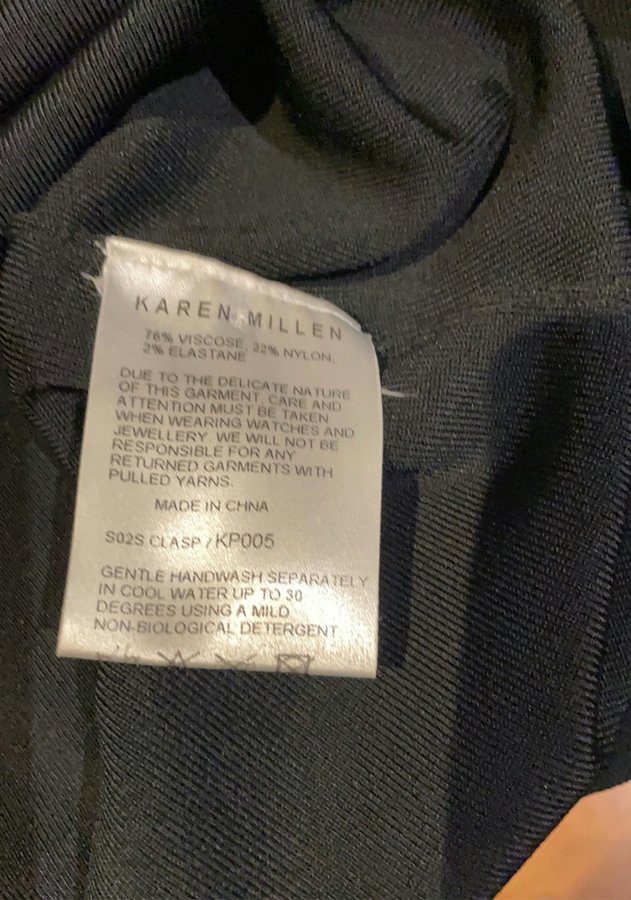 KAREN MILLEN
76% VISCOSE, 22% NYLON,
2% ELASTANE
DUE TO THE DELICATE NATURE
OF THIS GARMENT, CARE AND
ATTENTION MUST BE TAKEN
WHEN WEARING WATCHES AND
JEWELLERY. WE WILL NOT BE
RESPONSIBLE FOR ANY
RETURNED GARMENTS WITH
PULLED YARNS.
MADE IN CHNA
S02S CLASP / KP005
GENTLE HANDWASH SEPARATELY
IN COOL WATER UP TO 30
DEGREES USING A MILD
NON-BIOLOGICAL DETERGENT